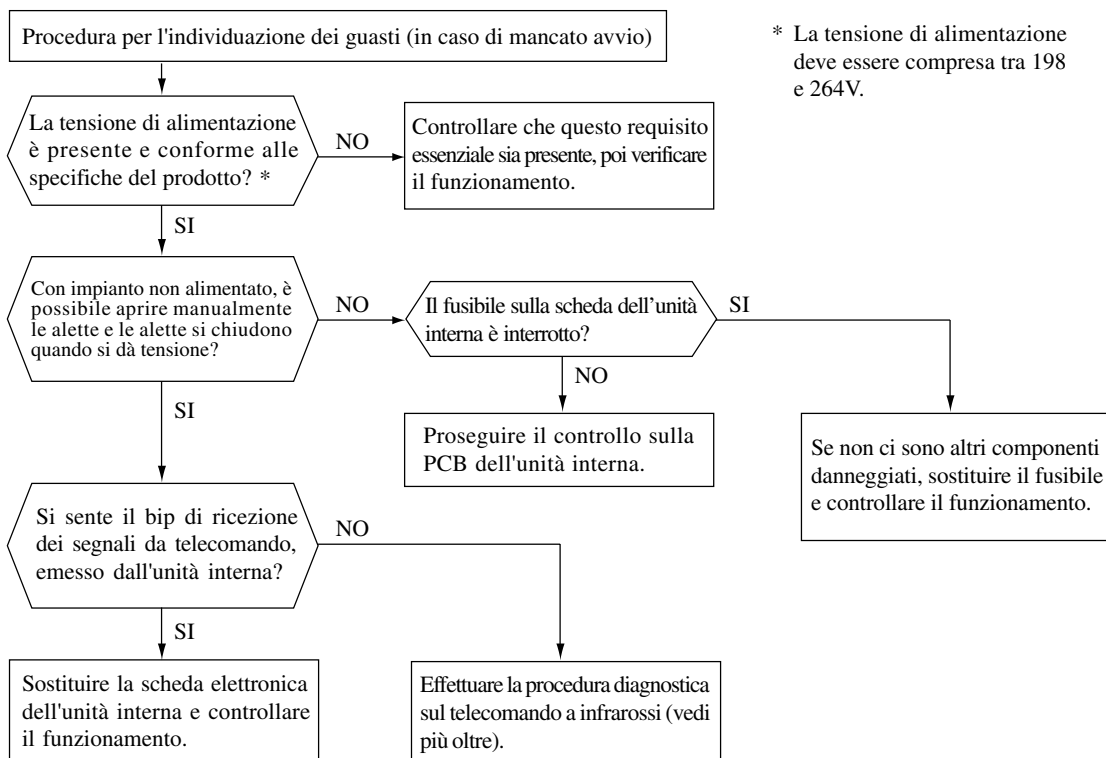 Procedura per l'individuazione dei guasti (in caso di mancato avvio)
* La tensione di alimentazione
deve essere compresa tra 198
e 264V.
La tensione di alimentazione
è presente e conforme alle
specifiche del prodotto? *
NO
Controllare che questo requisito
essenziale sia presente, poi verificare
il funzionamento.
SI
Con impianto non alimentato, è
possibile aprire manualmente
le alette e le alette si chiudono
quando si dà tensione?
NO
Il fusibile sulla scheda dell'unità
interna è interrotto?
SI
NO
SI
Proseguire il controllo sulla
PCB dell'unità interna.
Se non ci sono altri componenti
danneggiati, sostituire il fusibile
e controllare il funzionamento.
Si sente il bip di ricezione
dei segnali da telecomando,
emesso dall'unità interna?
NO
SI
Sostituire la scheda elettronica
dell'unità interna e controllare
il funzionamento.
Effettuare la procedura diagnostica
sul telecomando a infrarossi (vedi
più oltre).